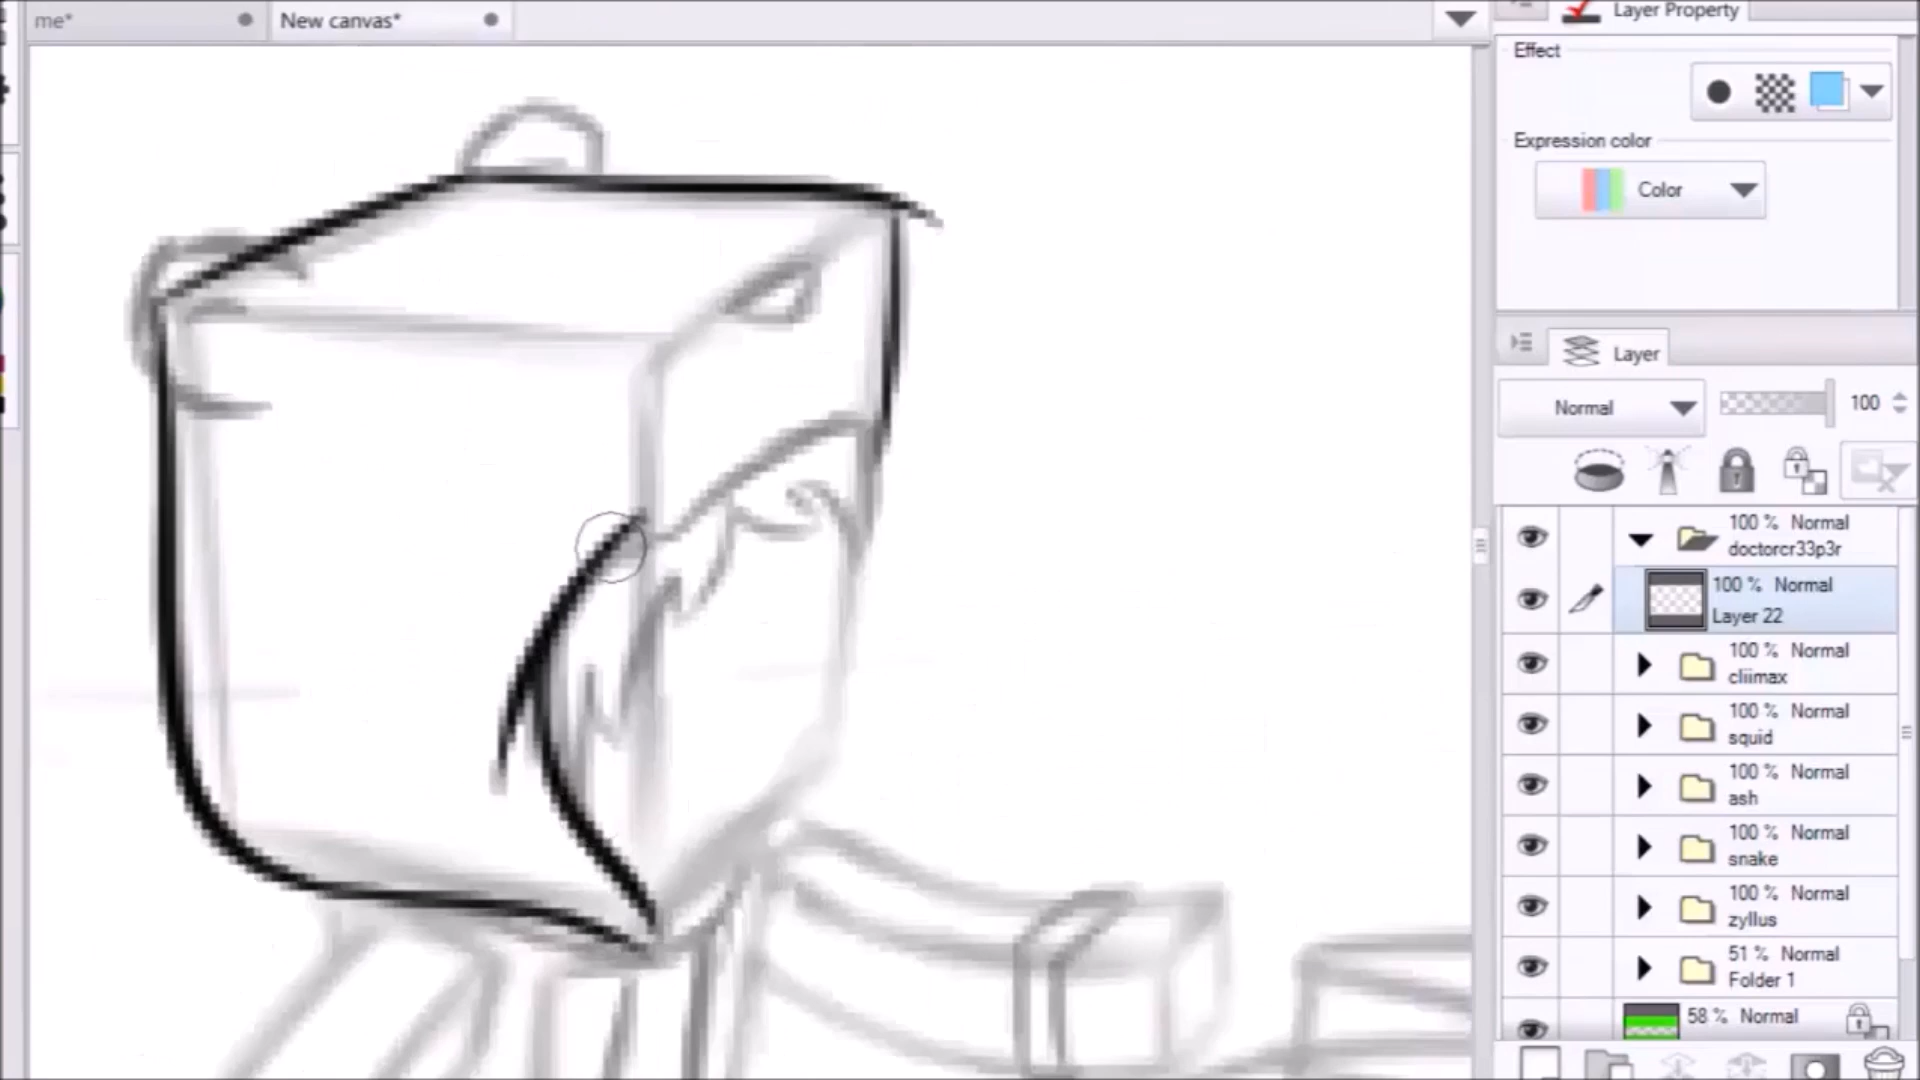 me*
New canvas*
Layer Property
Effect
Expression color
Color
Layer
Normal
100
100 % Normal
doctorcr33p3r
100 % Normal
Layer 22
100 % Normal
cliimax
100 % Normal
squid
100 % Normal
ash
100 % Normal
snake
100 % Normal
zyllus
51 % Normal
Folder 1
58 % Normal